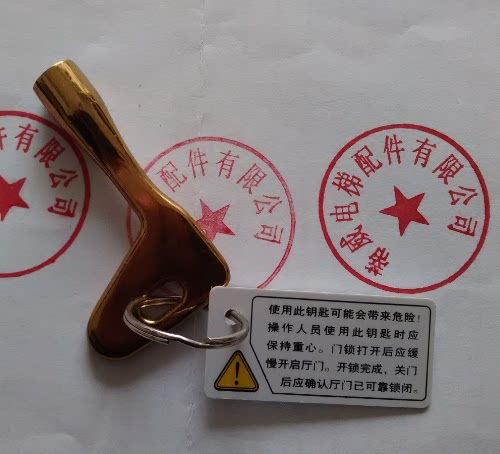 配件有限公司
配件有限公司
蒂威电梯配件有限公司
使用此钥匙可能会带来危险！
操作人员使用此钥匙时应
保持重心。门锁打开后应缓
慢开启厅门。开锁完成，关门
后应确认厅门已可靠锁闭。